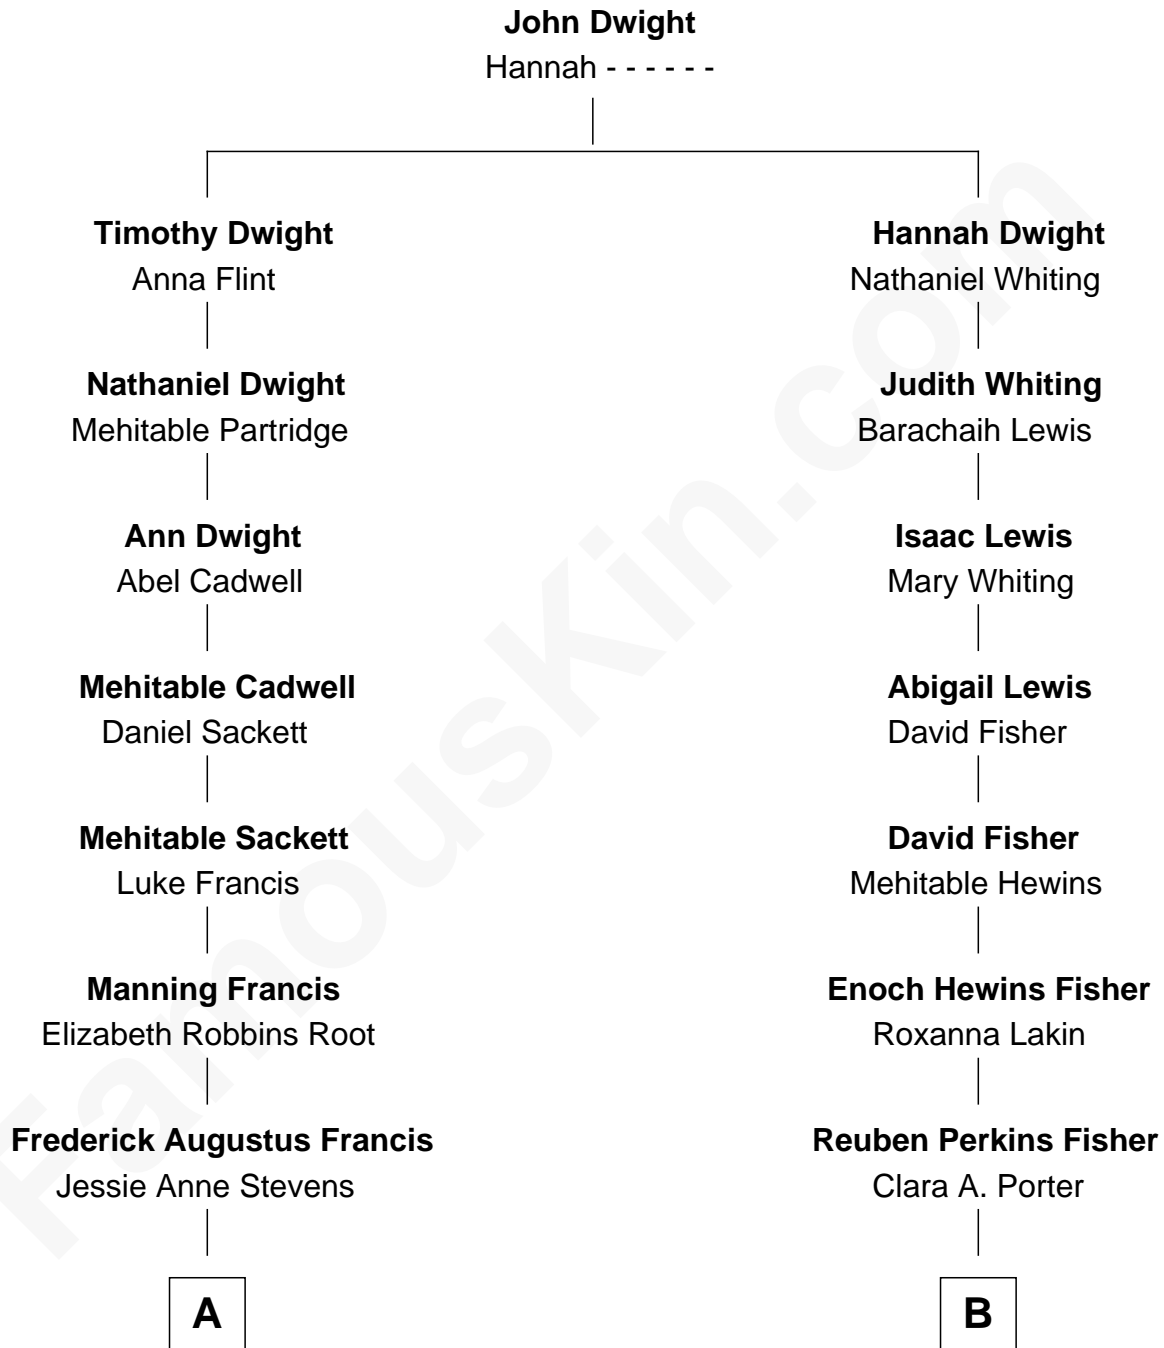 John Dwight
Hannah - - - - - -
Timothy Dwight
Anna Flint
Hannah Dwight
Nathaniel Whiting
Nathaniel Dwight
Mehitable Partridge
Judith Whiting
Barachaih Lewis
Ann Dwight
Abel Cadwell
Isaac Lewis
Mary Whiting
Mehitable Cadwell
Daniel Sackett
Abigail Lewis
David Fisher
Mehitable Sackett
Luke Francis
David Fisher
Mehitable Hewins
Manning Francis
Elizabeth Robbins Root
Enoch Hewins Fisher
Roxanna Lakin
Frederick Augustus Francis
Jessie Anne Stevens
Reuben Perkins Fisher
Clara A. Porter
A
B
FamousKin.com